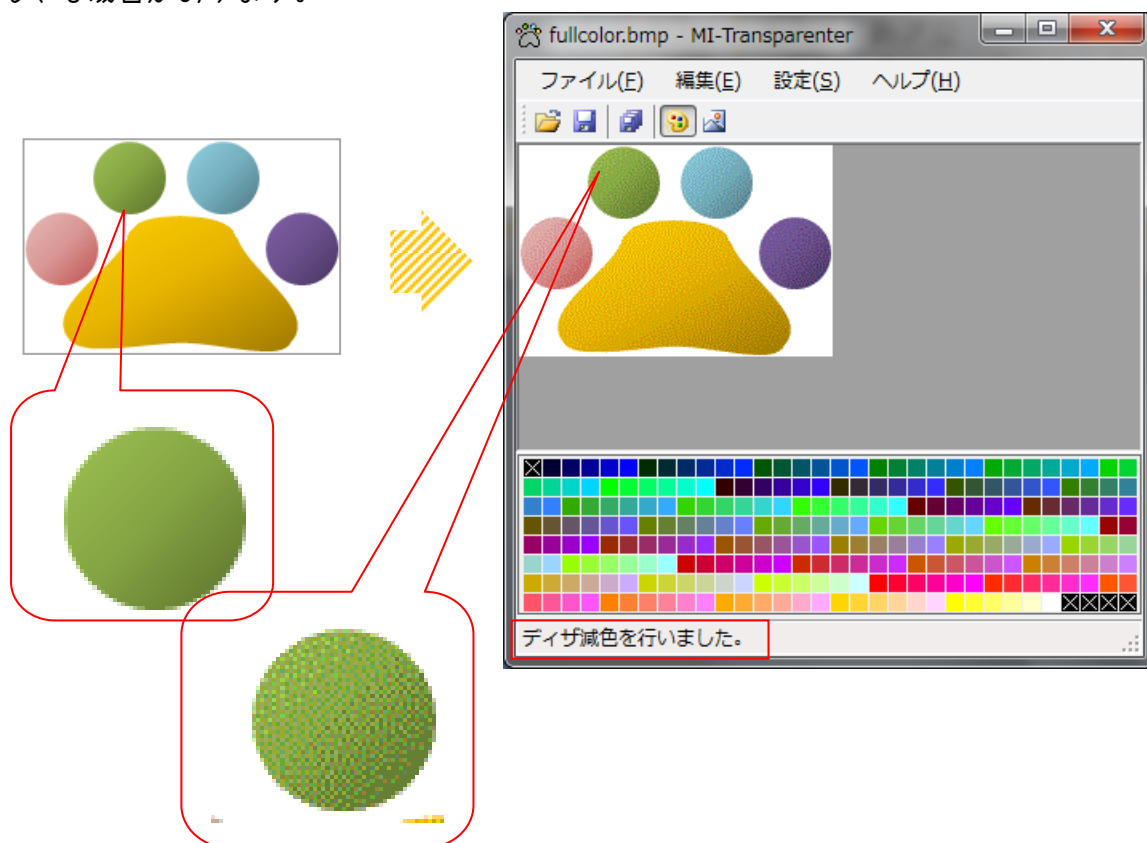 fullcolor.bmp - MI-Transparenter
ファイル(F) 編集(E) 設定(S) ヘルプ(H)
ディザ減色を行いました。